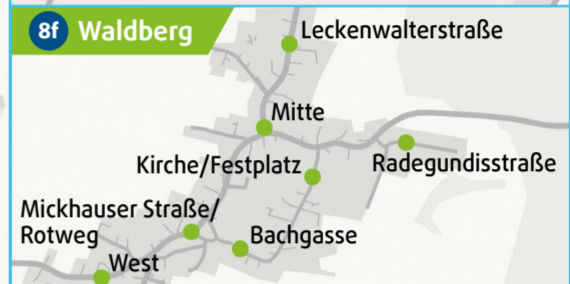 8f Waldberg
Leckenwalterstraße
Mitte
Kirche/Festplatz
Radegundisstraße
Mickhauser Straße/
Rotweg
Bachgasse
West